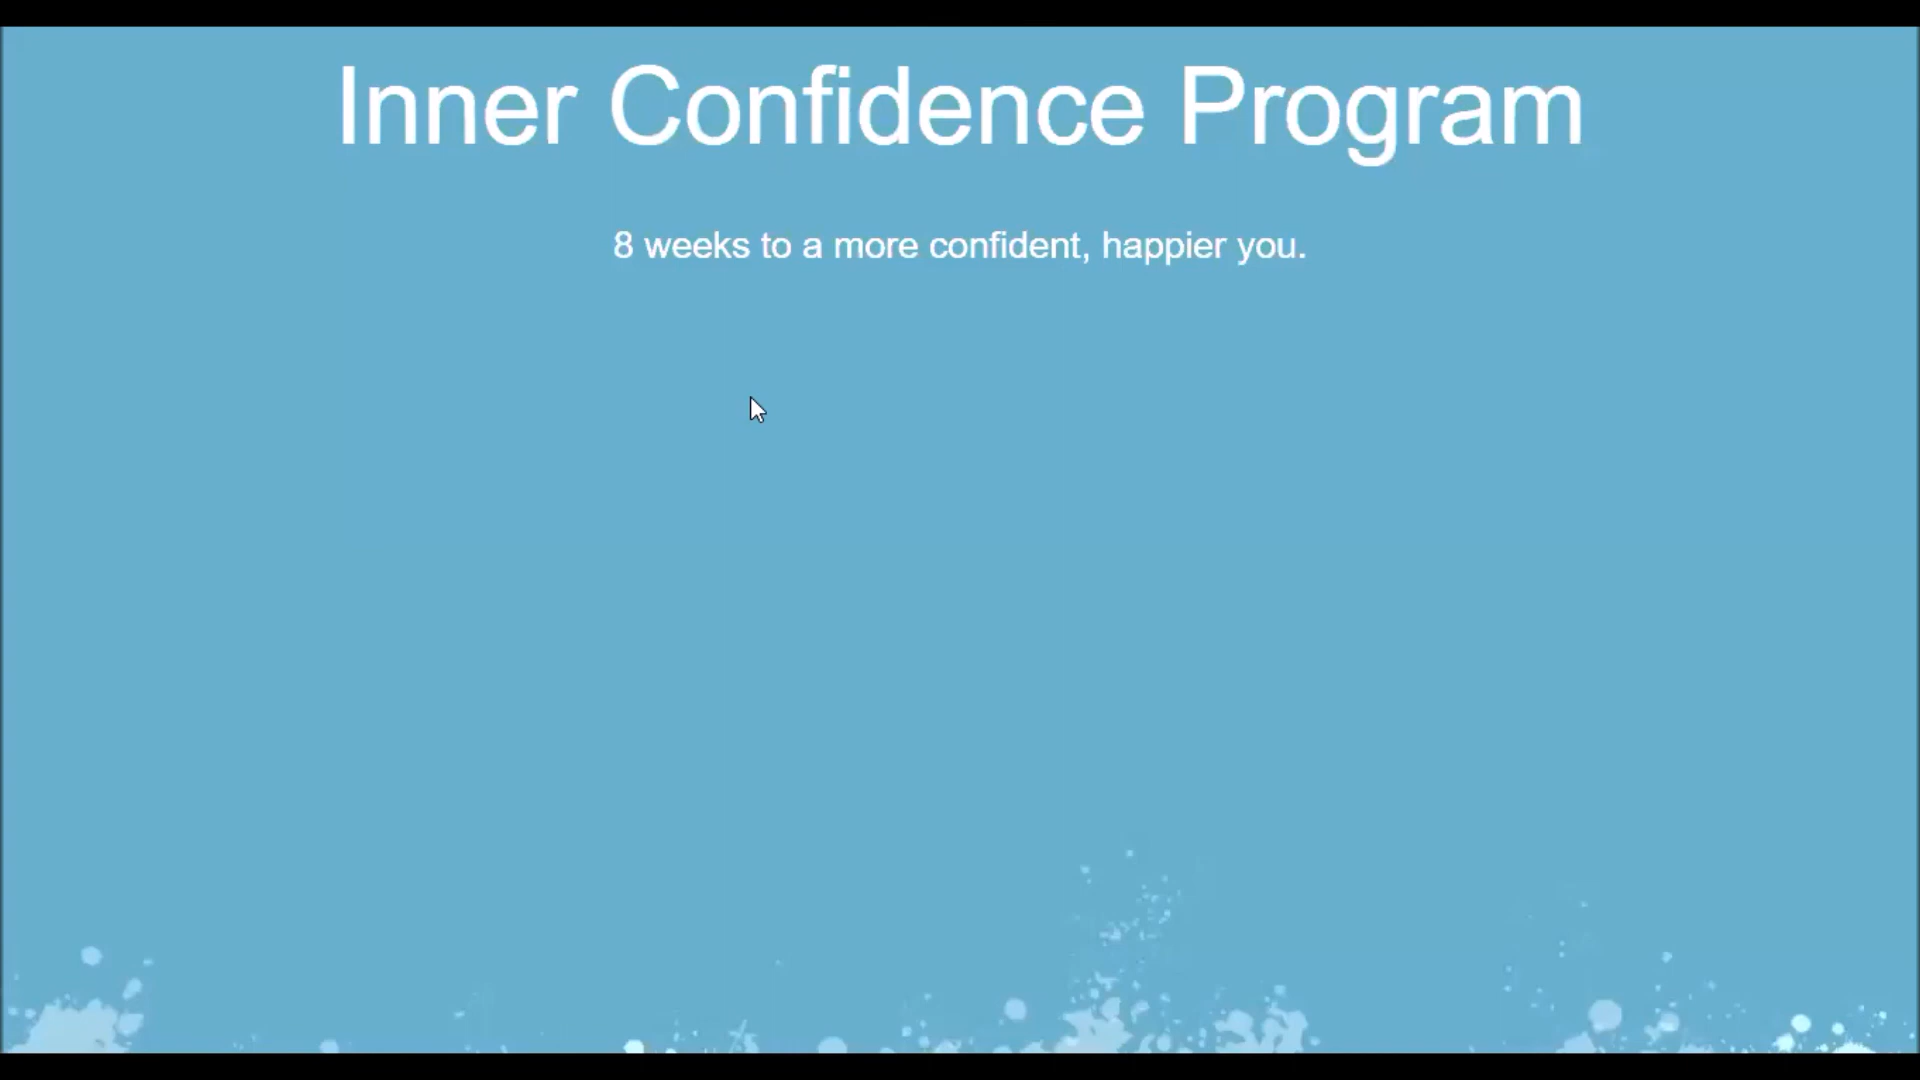 Inner Confidence Program
8 weeks to a more confident, happier you.